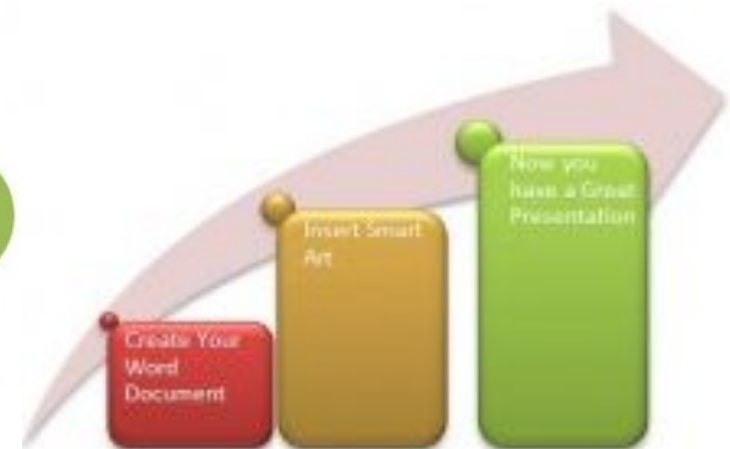 Create Your
Word
Document
Insert Smart
Art
Now you
have a Great
Presentation